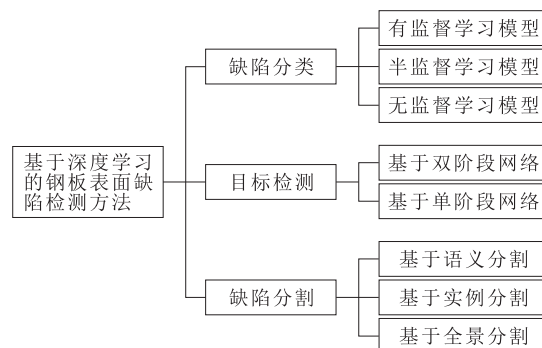 基于深度学习
的钢板表面缺
陷检测方法
缺陷分类
有监督学习模型
半监督学习模型
无监督学习模型
目标检测
基于双阶段网络
基于单阶段网络
缺陷分割
基于语义分割
基于实例分割
基于全景分割